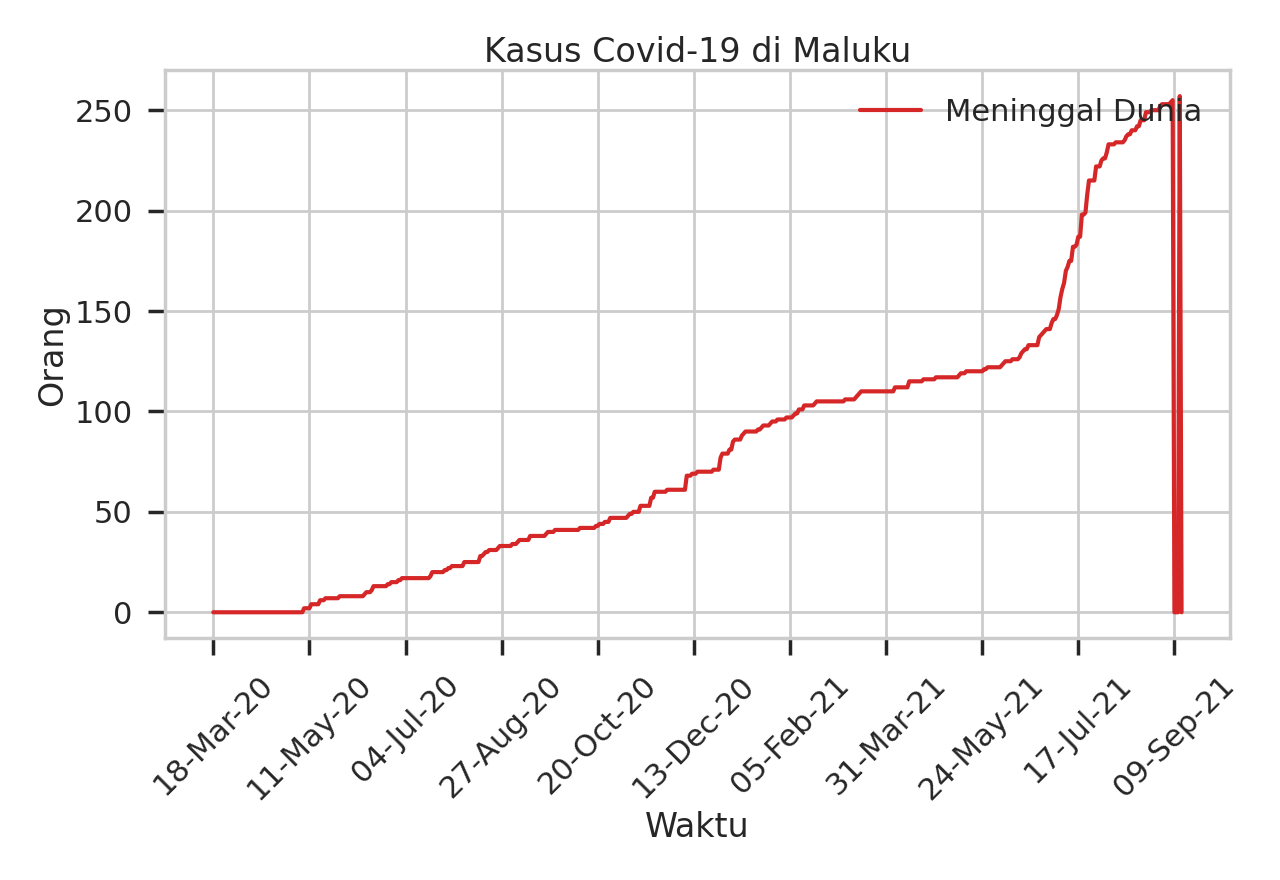 Kasus Covid-19 di Maluku
Meninggal Dunia
Orang
250
200
150
100
50
0
18-Mar-20
11-May-20
04-Jul-20
27-Aug-20
20-Oct-20
13-Dec-20
05-Feb-21
31-Mar-21
24-May-21
17-Jul-21
09-Sep-21
Waktu